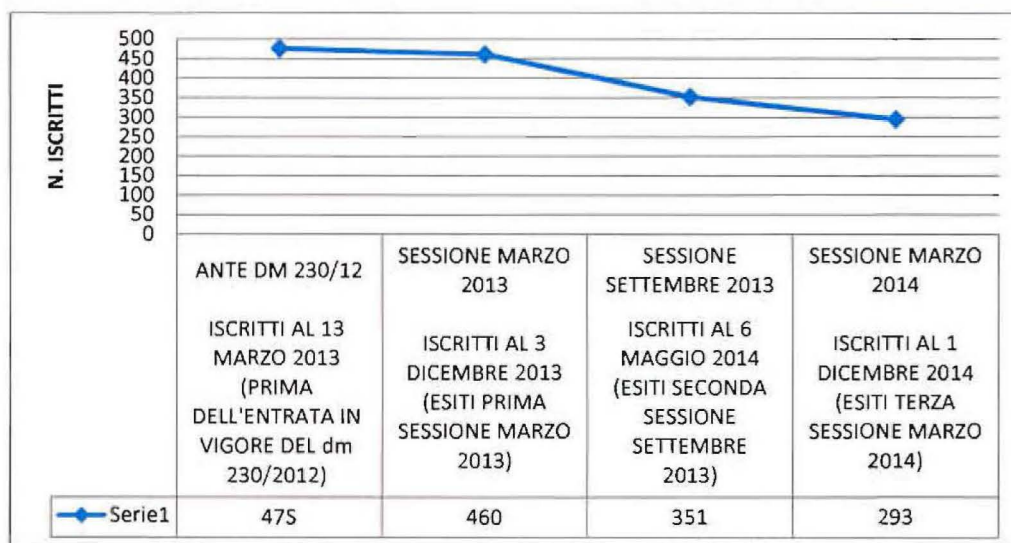 N. ISCRITTI
500
450
400
350
300
250
200
150
100
50
0
ANTE DM 230/12
SESSIONE MARZO
2013
SESSIONE
SETTEMBRE 2013
SESSIONE MARZO
2014
ISCRITTI AL 13
MARZO 2013
(PRIMA
DELL'ENTRATA IN
VIGORE DEL dm
230/2012)
ISCRITTI AL 3
DICEMBRE 2013
(ESITI PRIMA
SESSIONE MARZO
2013)
ISCRITTI AL 6
MAGGIO 2014
(ESITI SECONDA
SESSIONE
SETTEMBRE
2013)
ISCRITTI AL 1
DICEMBRE 2014
(ESITI TERZA
SESSIONE MARZO
2014)
Serie1 47S 460 351 293